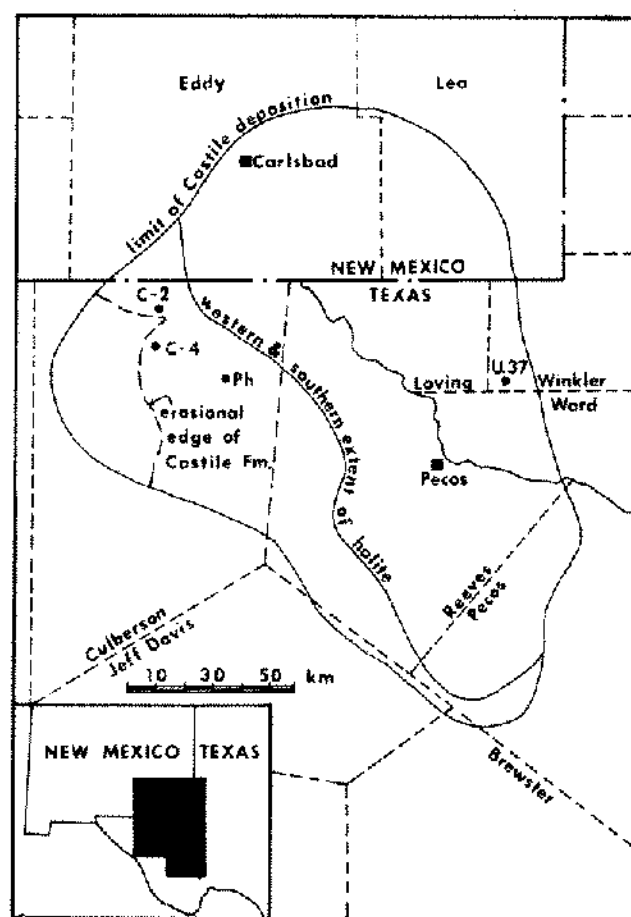 Eddy
Lea
limit of Castile deposition
Carlsbad
NEW MEXICO
TEXAS
C-2
C-4
western & southern extent of halite
Ph
U.37
Loving
Winkler
Ward
erosional
edge of
Castile Fm.
Pecos
Reeves
Pecos
Culberson
Jeff Davis
10 30 50 km
Brewster
NEW MEXICO
TEXAS